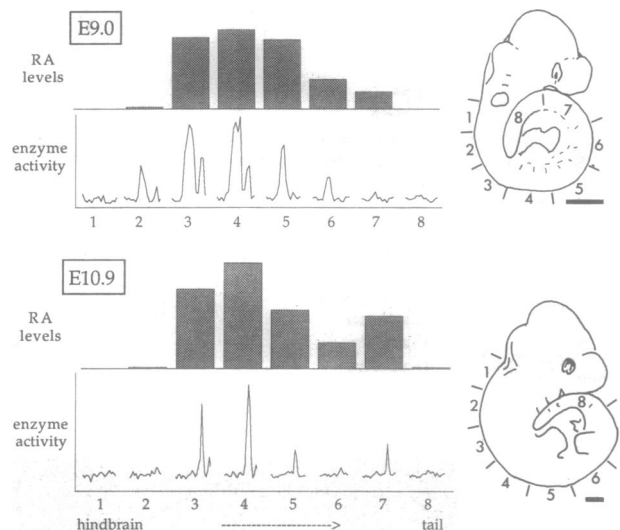 E9.0
RA
levels
enzyme
activity
1 2 3 4 5 6 7 8
1
2
3
4
5
6
7
8
E10.9
RA
levels
enzyme
activity
1 2 3 4 5 6 7 8
hindbrain --------------------> tail
1
2
3
4
5
6
8